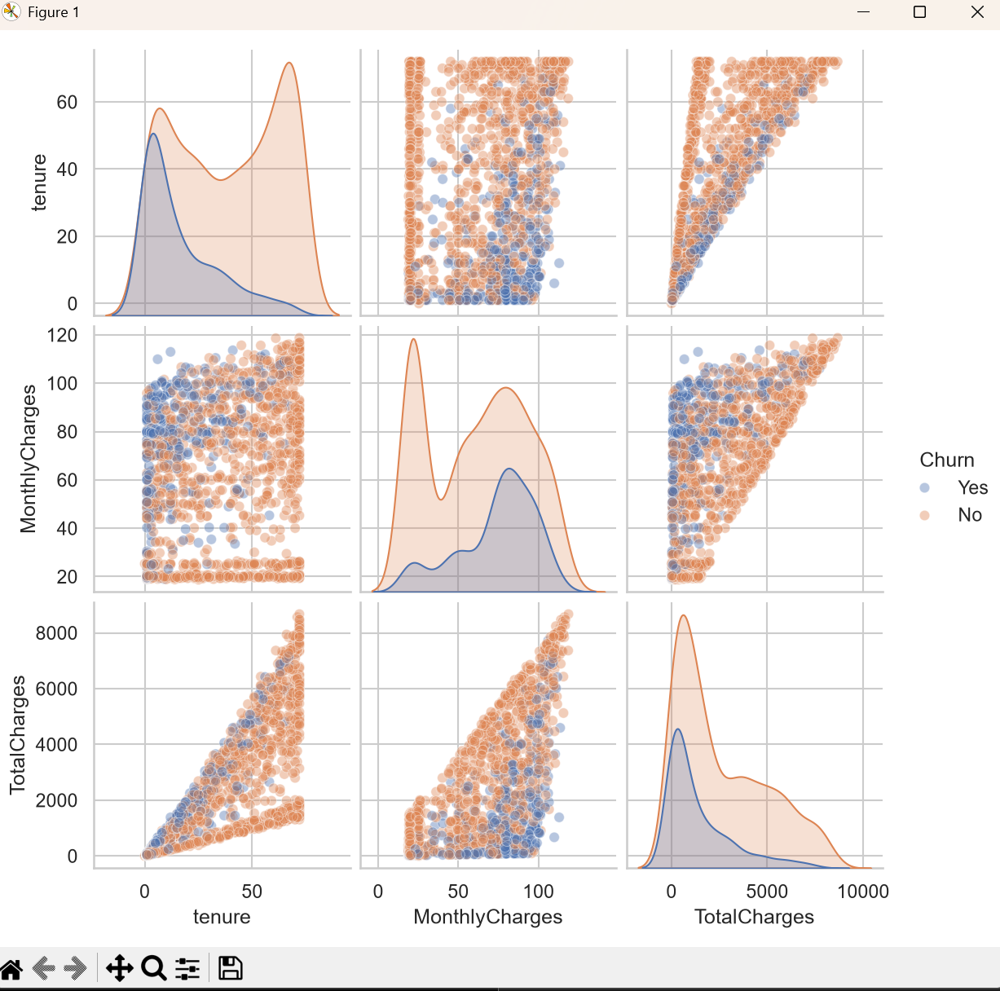 Figure 1
tenure
60
40
20
0
MonthlyCharges
120
100
80
60
40
20
Churn
Yes
No
TotalCharges
8000
6000
4000
2000
0
0 50
0 50 100
0 5000 10000
tenure MonthlyCharges TotalCharges